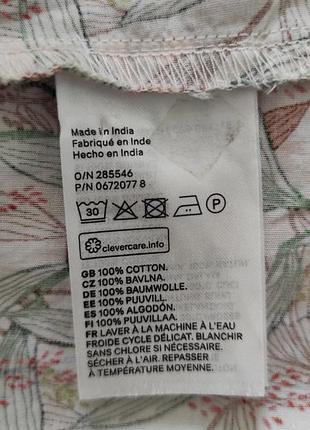 Made in India
Fabriqué en Inde
Hecho en India
O/N 285546
P/N 0672077 8
30 P
clevercare.info
GB 100% COTTON.
CZ 100% BAVLNA.
DE 100% BAUMWOLLE.
EE 100% PUUVILL.
ES 100% ALGODÓN.
FI 100% PUUVILLAA.
FR LAVER À LA MACHINE À L'EAU
FROIDE CYCLE DÉLICAT. BLANCHIR
SANS CHLORE SI NÉCESSAIRE.
SÉCHER À L'AIR. REPASSER
À TEMPÉRATURE MOYENNE.